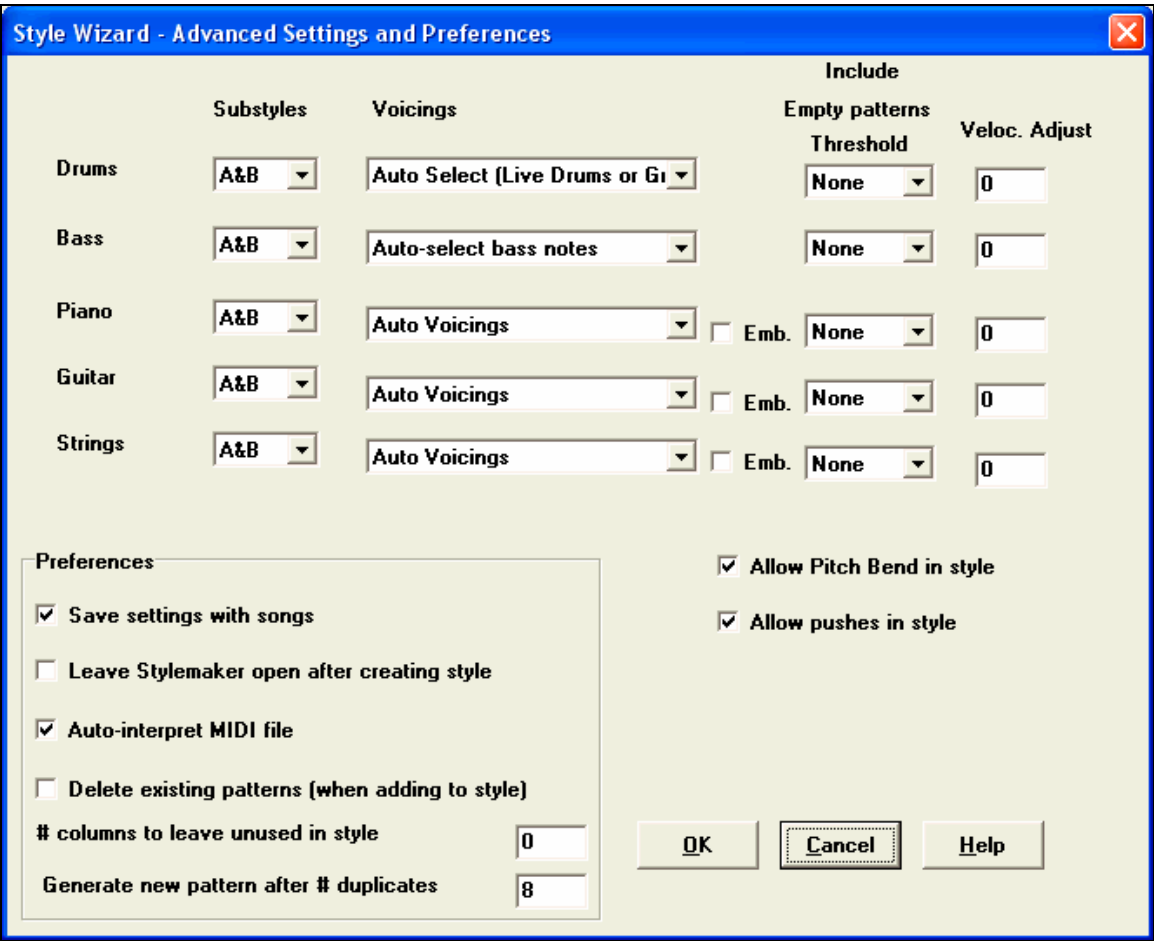 Style Wizard - Advanced Settings and Preferences
Include
Substyles Voicings Empty patterns Veloc. Adjust
Threshold
Drums A&B Auto Select (Live Drums or Gr None 0
Bass A&B Auto-select bass notes None 0
Piano A&B Auto Voicings Emb. None 0
Guitar A&B Auto Voicings Emb. None 0
Strings A&B Auto Voicings Emb. None 0
Preferences
Allow Pitch Bend in style
Save settings with songs
Allow pushes in style
Leave Stylemaker open after creating style
Auto-interpret MIDI file
Delete existing patterns (when adding to style)
# columns to leave unused in style 0
OK Cancel Help
Generate new pattern after # duplicates 8